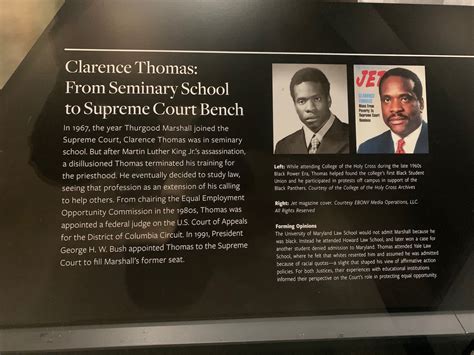 Clarence Thomas:
From Seminary School
to Supreme Court Bench
In 1967, the year Thurgood Marshall joined the
Supreme Court, Clarence Thomas was in seminary
school. But after Martin Luther King Jr.'s assassination,
a disillusioned Thomas terminated his training for
the priesthood. He eventually decided to study law,
seeing that profession as an extension of his calling
to help others. From chairing the Equal Employment
Opportunity Commission in the 1980s, Thomas was
appointed a federal judge on the U.S. Court of Appeals
for the District of Columbia Circuit. In 1991, President
George H. W. Bush appointed Thomas to the Supreme
Court to fill Marshall's former seat.
JET
CLARENCE
THOMAS
Rises From
Poverty To
Supreme Court
Nominee
Left: While attending College of the Holy Cross during the late 1960s
Black Power Era, Thomas helped found the college's first Black Student
Union and he participated in protests off campus in support of the
Black Panthers. Courtesy of the College of the Holy Cross Archives
Right: Jet magazine cover. Courtesy EBONY Media Operations, LLC.
All Rights Reserved
Forming Opinions
The University of Maryland Law School would not admit Marshall because he
was black. Instead he attended Howard Law School, and later won a case for
another student denied admission to Maryland. Thomas attended Yale Law
School, where he felt that whites resented him and assumed he was admitted
because of racial quotas—a slight that shaped his view of affirmative action
policies. For both Justices, their experiences with educational institutions
informed their perspective on the Court's role in protecting equal opportunity.